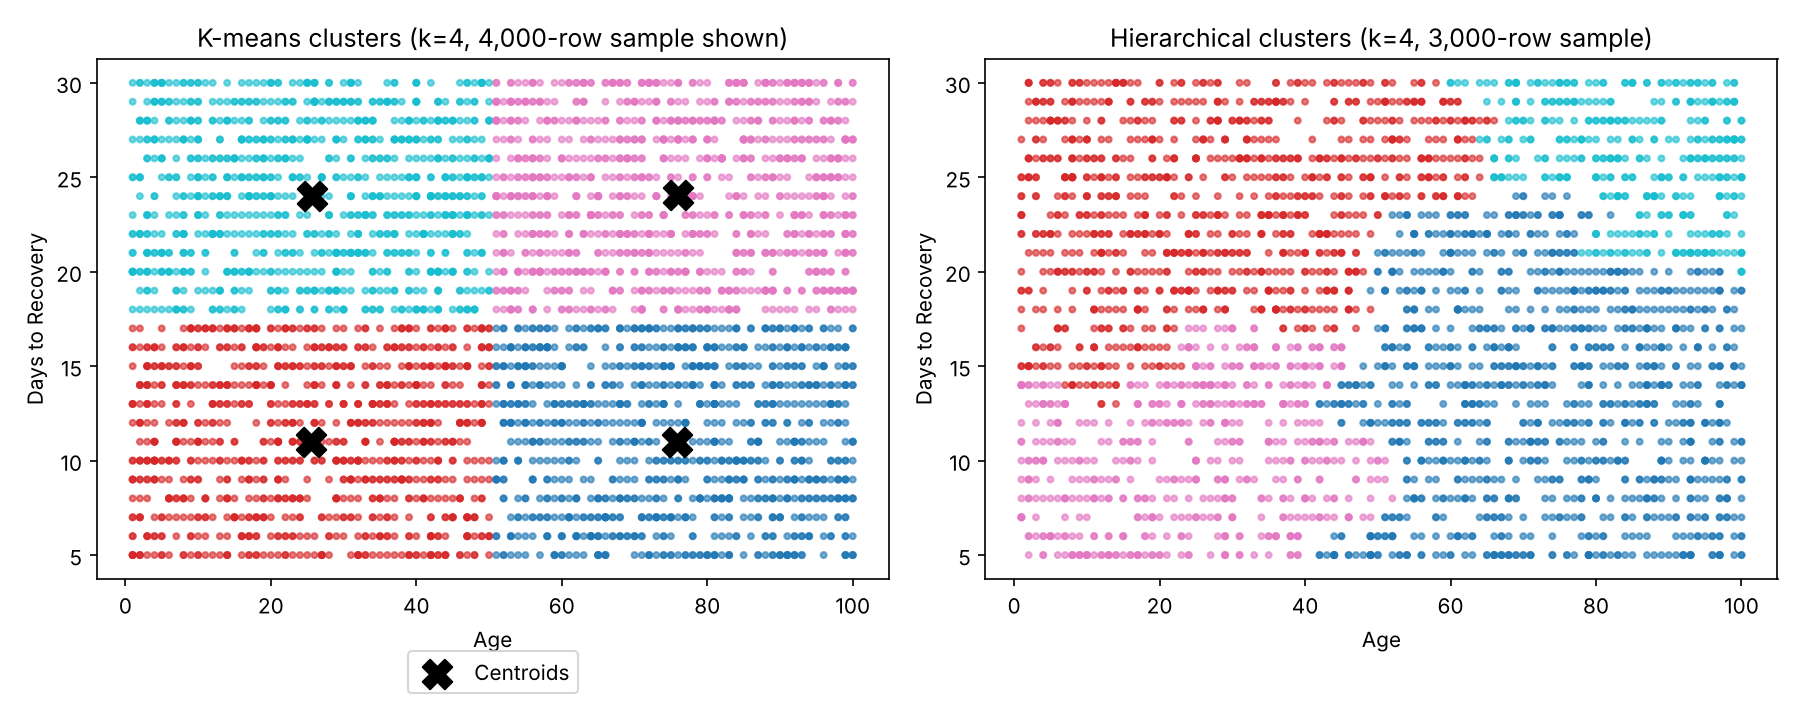 K-means clusters (k=4, 4,000-row sample shown)
30
25
20
15
10
5
Days to Recovery
0 20 40 60 80 100
Age
Centroids
Hierarchical clusters (k=4, 3,000-row sample)
30
25
20
15
10
5
Days to Recovery
0 20 40 60 80 100
Age